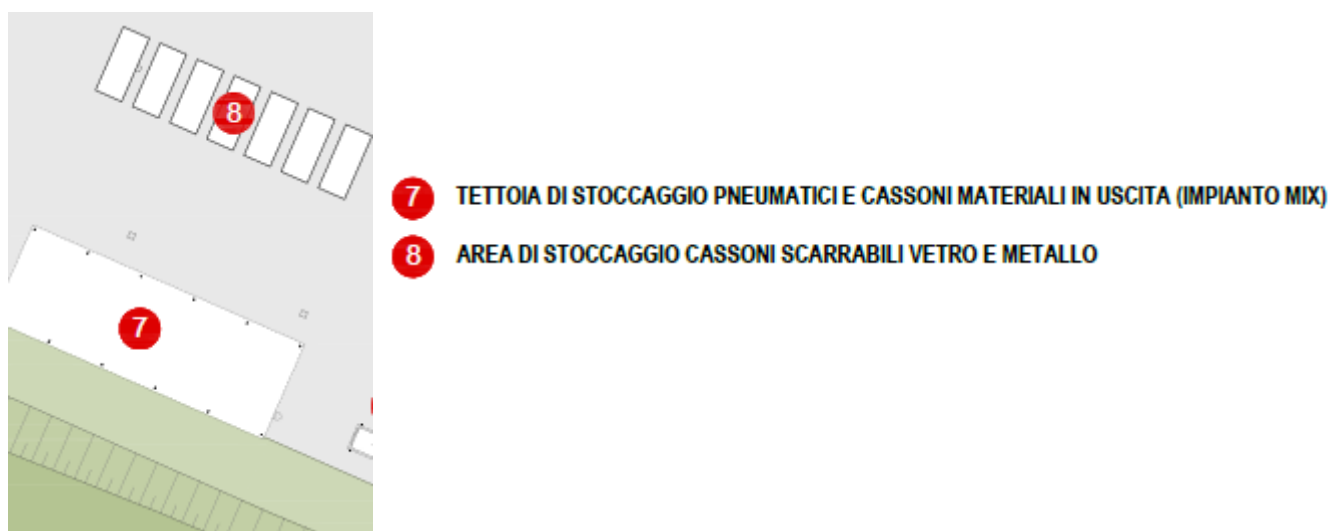 8
7
7 TETTOIA DI STOCCAGGIO PNEUMATICI E CASSONI MATERIALI IN USCITA (IMPIANTO MIX)
8 AREA DI STOCCAGGIO CASSONI SCARRABILI VETRO E METALLO